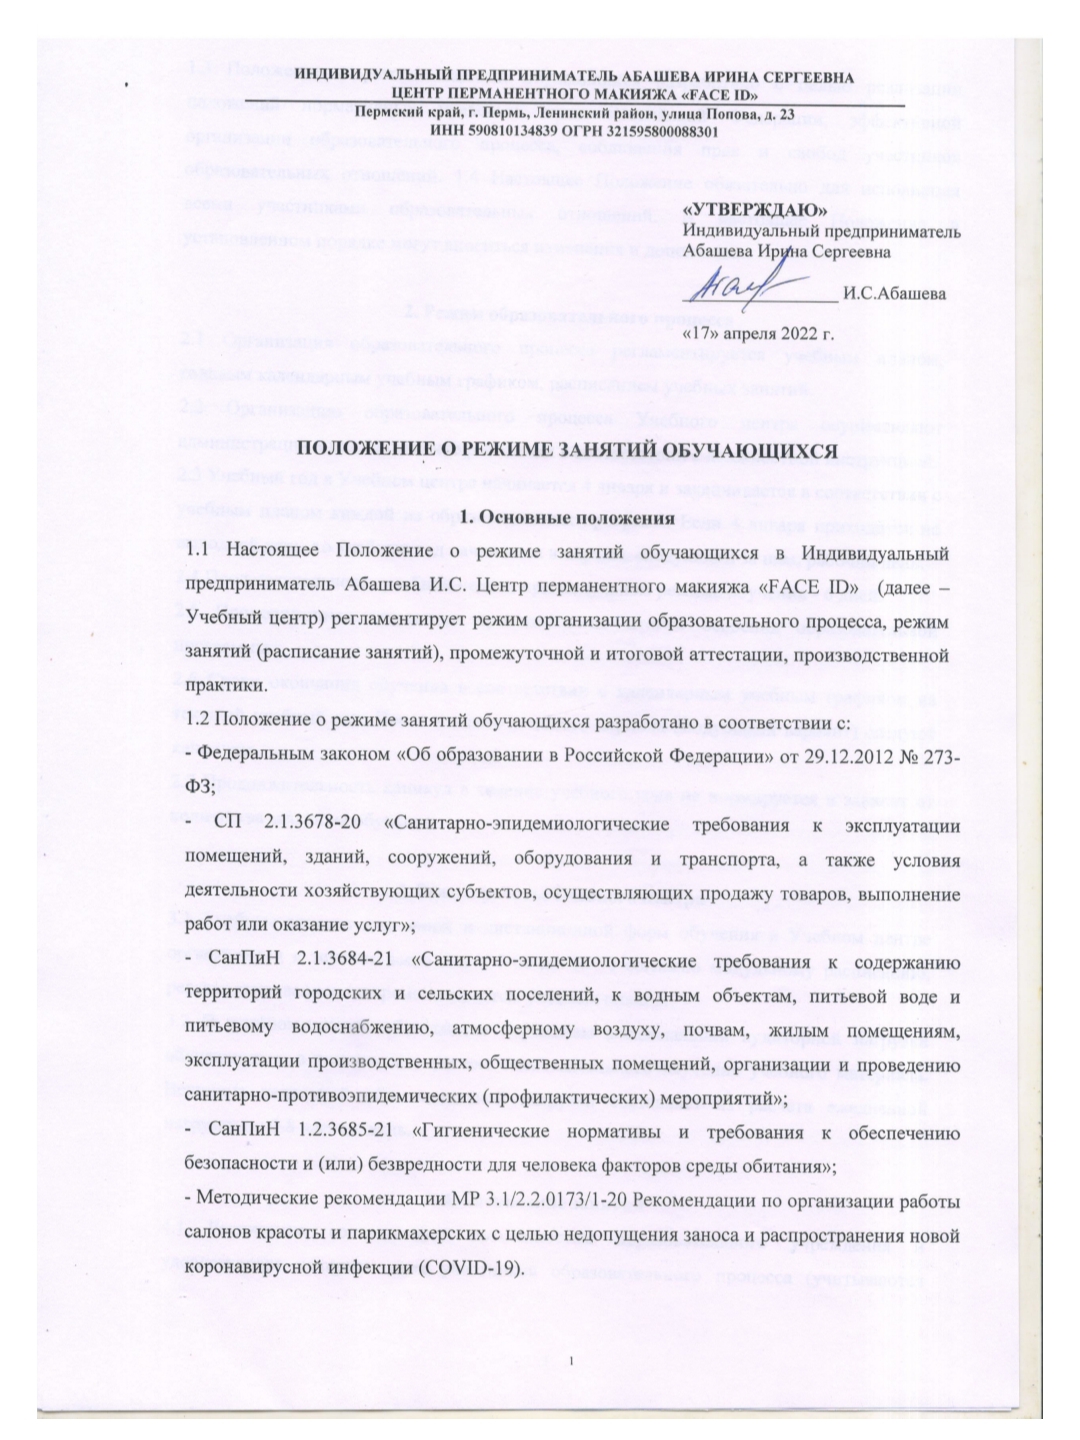 ИНДИВИДУАЛЬНЫЙ ПРЕДПРИНИМАТЕЛЬ АБАШЕВА ИРИНА СЕРГЕЕВНА
ЦЕНТР ПЕРМАНЕНТНОГО МАКИЯЖА «FACE ID»
Пермский край, г. Пермь, Ленинский район, улица Попова, д. 23
ИНН 590810134839 ОГРН 321595800088301
«УТВЕРЖДАЮ»
Индивидуальный предприниматель
Абашева Ирина Сергеевна
И.С.Абашева
«17» апреля 2022 г.
ПОЛОЖЕНИЕ О РЕЖИМЕ ЗАНЯТИЙ ОБУЧАЮЩИХСЯ
1. Основные положения
1.1 Настоящее Положение о режиме занятий обучающихся в Индивидуальный
предприниматель Абашева И.С. Центр перманентного макияжа «FACE ID» (далее –
Учебный центр) регламентирует режим организации образовательного процесса, режим
занятий (расписание занятий), промежуточной и итоговой аттестации, производственной
практики.
1.2 Положение о режиме занятий обучающихся разработано в соответствии с:
- Федеральным законом «Об образовании в Российской Федерации» от 29.12.2012 № 273-
ФЗ;
- СП 2.1.3678-20 «Санитарно-эпидемиологические требования к эксплуатации
помещений, зданий, сооружений, оборудования и транспорта, а также условия
деятельности хозяйствующих субъектов, осуществляющих продажу товаров, выполнение
работ или оказание услуг»;
- СанПиН 2.1.3684-21 «Санитарно-эпидемиологические требования к содержанию
территорий городских и сельских поселений, к водным объектам, питьевой воде и
питьевому водоснабжению, атмосферному воздуху, почвам, жилым помещениям,
эксплуатации производственных, общественных помещений, организации и проведению
санитарно-противоэпидемических (профилактических) мероприятий»;
- СанПиН 1.2.3685-21 «Гигиенические нормативы и требования к обеспечению
безопасности и (или) безвредности для человека факторов среды обитания»;
- Методические рекомендации МР 3.1/2.2.0173/1-20 Рекомендации по организации работы
салонов красоты и парикмахерских с целью недопущения заноса и распространения новой
коронавирусной инфекции (COVID-19).
1